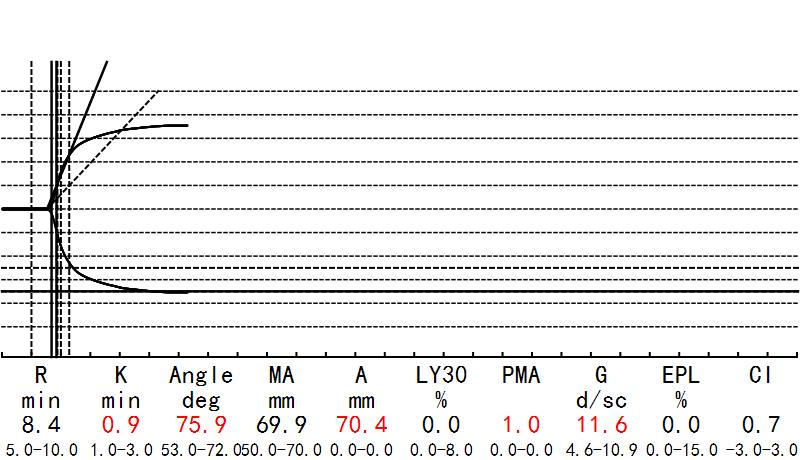 R K Angle MA A LY30 PMA G EPL CI
min min deg mm mm % d/sc %
8.4 0.9 75.9 69.9 70.4 0.0 1.0 11.6 0.0 0.7
5.0-10.0 1.0-3.0 53.0-72.0 50.0-70.0 0.0-0.0 0.0-8.0 0.0-0.0 4.6-10.9 0.0-15.0 -3.0-3.0